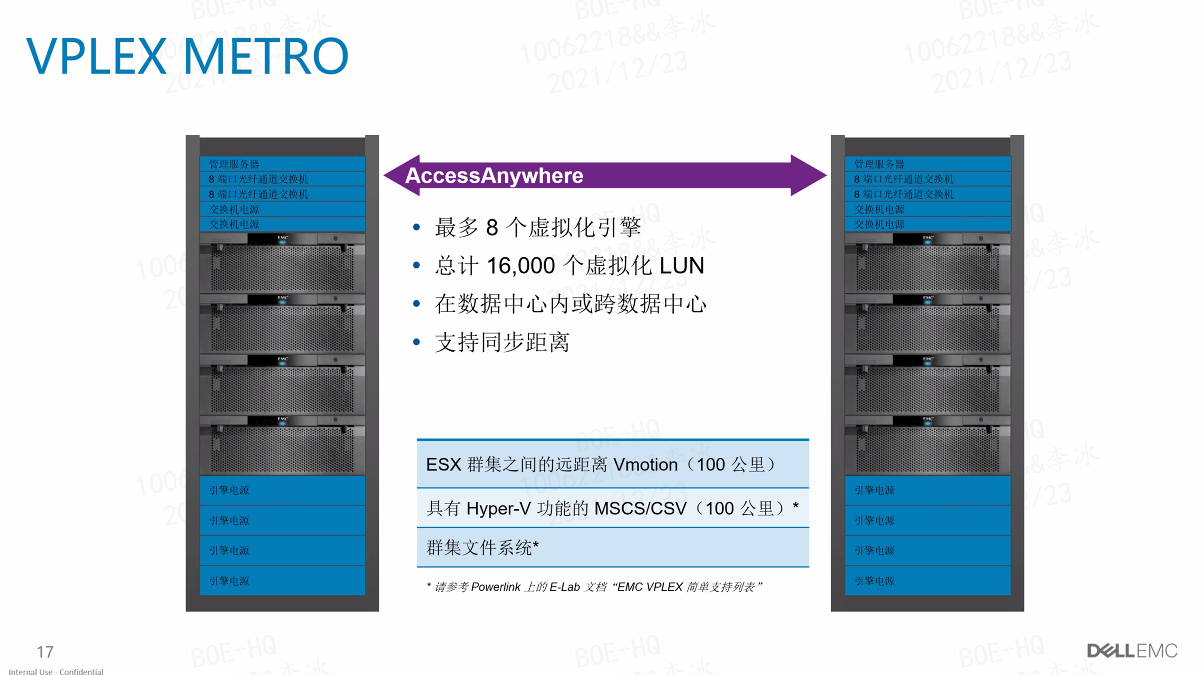 VPLEX METRO
管理服务器
8 端口光纤通道交换机
8 端口光纤通道交换机
交换机电源
交换机电源
EMC
EMC
EMC
EMC
引擎电源
引擎电源
引擎电源
引擎电源
AccessAnywhere
• 最多 8 个虚拟化引擎
• 总计 16,000 个虚拟化 LUN
• 在数据中心内或跨数据中心
• 支持同步距离
ESX 群集之间的远距离 Vmotion（100 公里）
具有 Hyper-V 功能的 MSCS/CSV（100 公里）*
群集文件系统*
* 请参考 Powerlink 上的 E-Lab 文档“EMC VPLEX 简单支持列表”
管理服务器
8 端口光纤通道交换机
8 端口光纤通道交换机
交换机电源
交换机电源
EMC
EMC
EMC
EMC
引擎电源
引擎电源
引擎电源
引擎电源
17
Internal Use - Confidential
DELLEMC
BOE-HQ
10062218&&李冰
2021/12/23